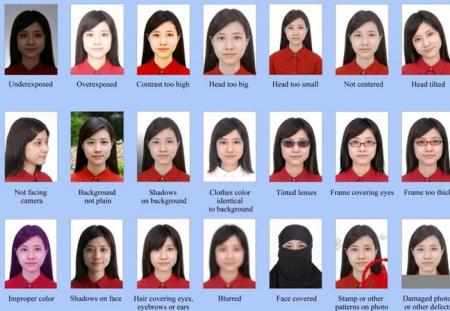 Underexposed
Overexposed
Contrast too high
Head too big
Head too small
Not centered
Head tilted
Not facing
camera
Background
not plain
Shadows
on background
Clothes color
identical
to background
Tinted lenses
Frame covering eyes
Frame too thick
Improper color
Shadows on face
Hair covering eyes,
eyebrows or ears
Blurred
Face covered
Stamp or other
patterns on photo
Damaged photo
or other defects